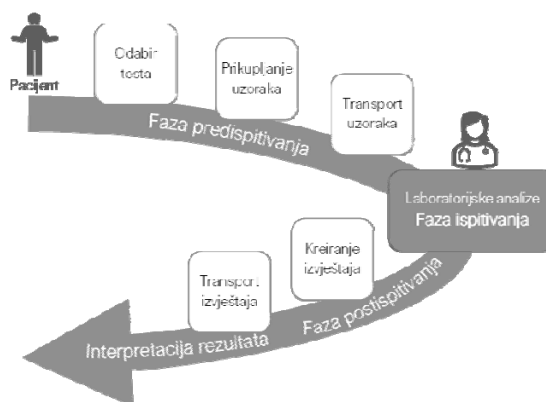 Pacijent
Odabir
testa
Prikupljanje
uzoraka
Transport
uzoraka
Faza predispitivanja
Laboratorijske analize
Faza ispitivanja
Kreiranje
izvještaja
Transport
izvještaja
Faza postispitivanja
Interpretacija rezultata